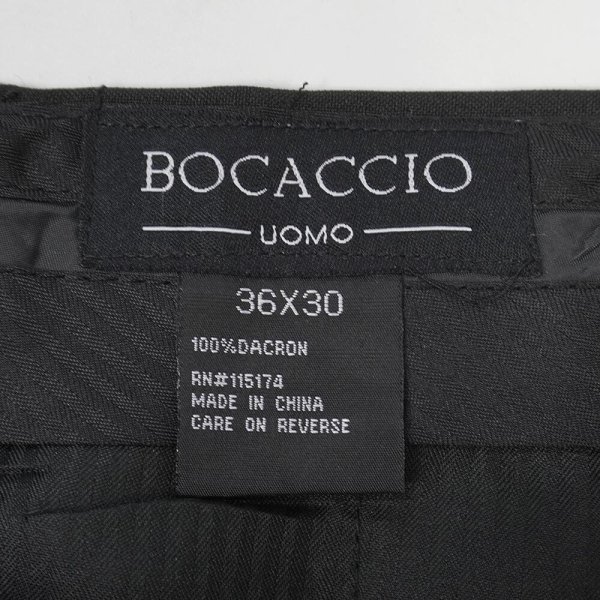 BOCACCIO
UOMO
36X30
100%DACRON
RN#115174
MADE IN CHINA
CARE ON REVERSE